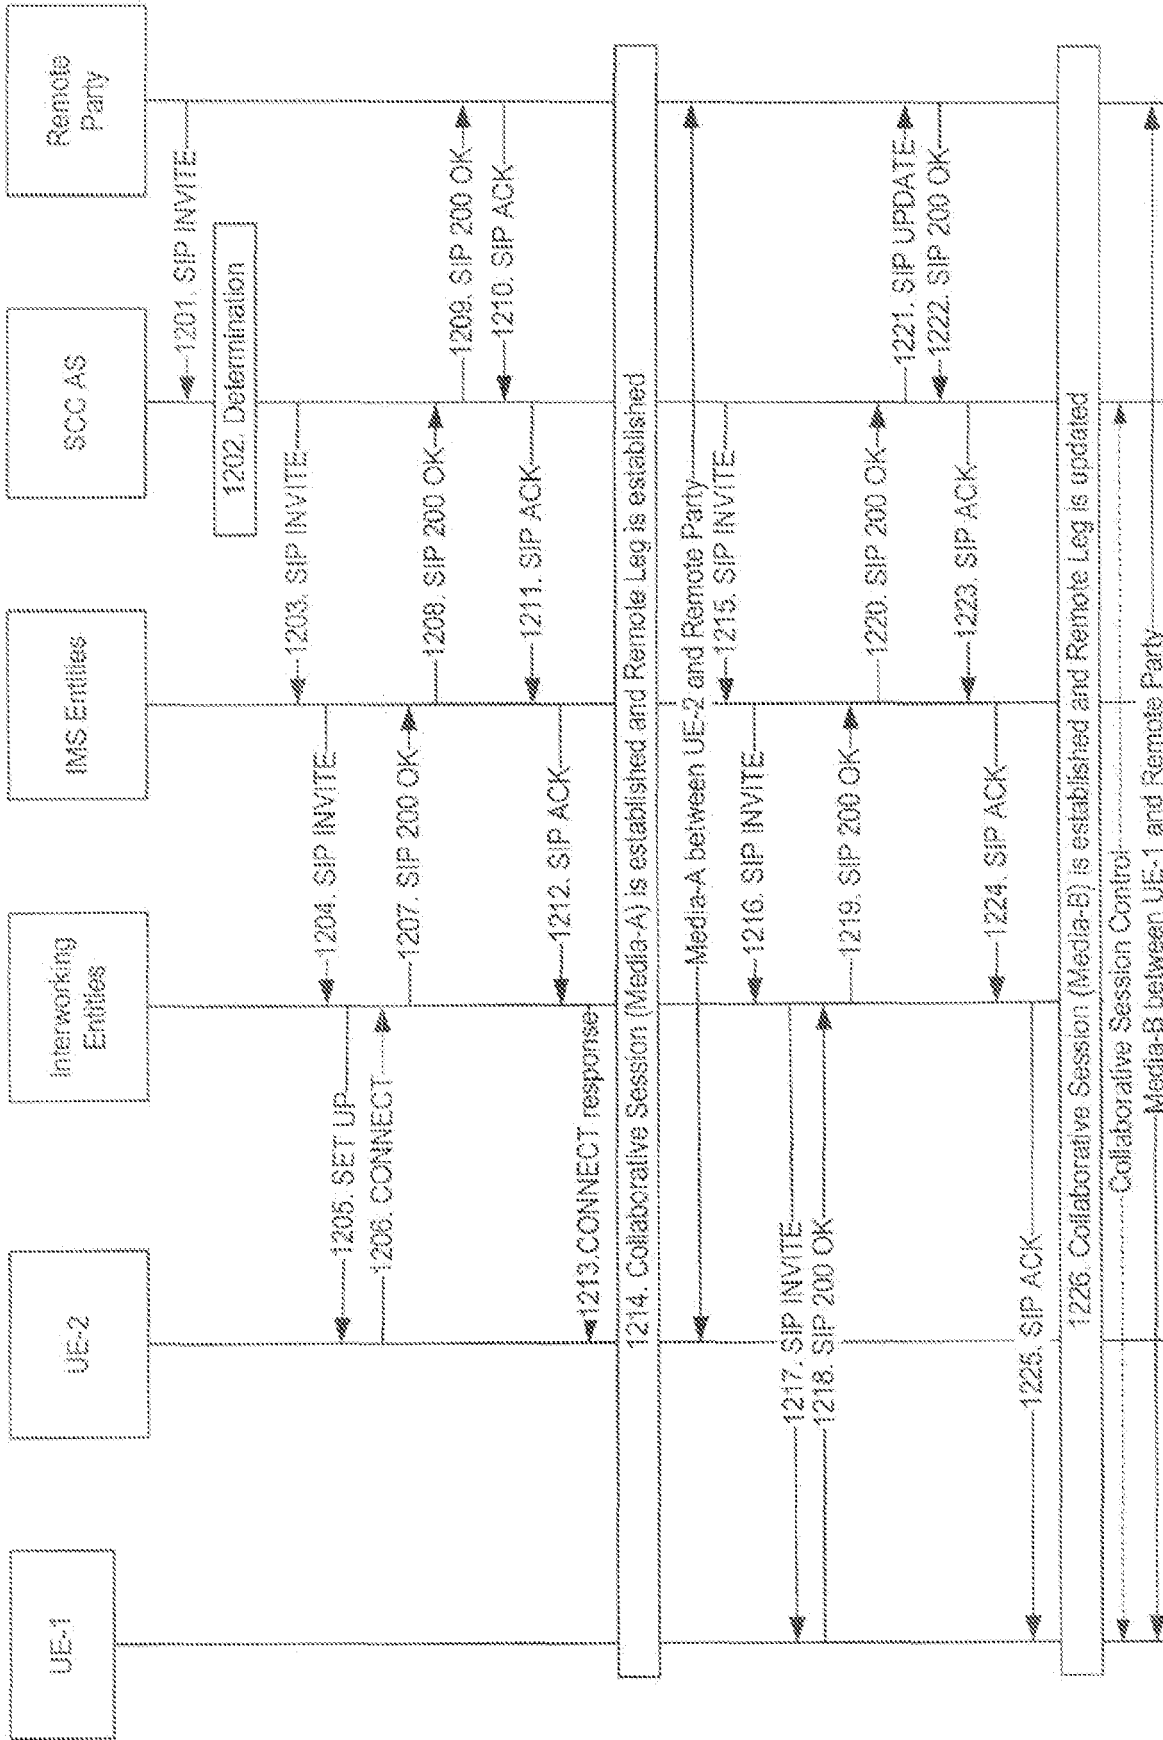 UE-1
UE-2
Interworking
Entities
IMS Entities
SCC AS
Remote
Party
1201. SIP INVITE
1202. Determination
1203. SIP INVITE
1204. SIP INVITE
1205. SET UP
1206. CONNECT
1207. SIP 200 OK
1208. SIP 200 OK
1209. SIP 200 OK
1210. SIP ACK
1211. SIP ACK
1212. SIP ACK
1213.CONNECT response
1214. Collaborative Session (Media-A) is established and Remote Leg is established
Media-A between UE-2 and Remote Party
1215. SIP INVITE
1216. SIP INVITE
1217. SIP INVITE
1218. SIP 200 OK
1219. SIP 200 OK
1220. SIP 200 OK
1221. SIP UPDATE
1222. SIP 200 OK
1223. SIP ACK
1224. SIP ACK
1225. SIP ACK
1226. Collaborative Session (Media-B) is established and Remote Leg is updated
Collaborative Session Control
Media-B between UE-1 and Remote Party